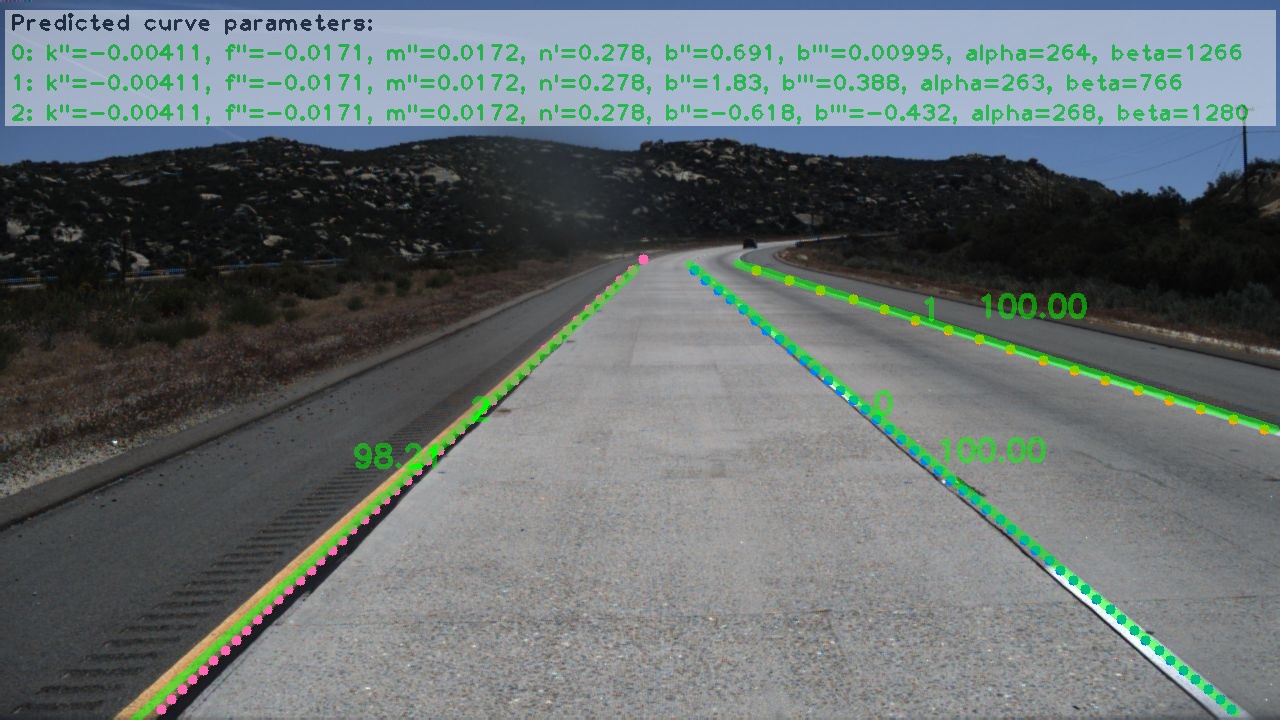 Predicted curve parameters:
0: k''=-0.00411, f''=-0.0171, m''=0.0172, n'=0.278, b''=0.691, b'''=0.00995, alpha=264, beta=1266
1: k''=-0.00411, f''=-0.0171, m''=0.0172, n'=0.278, b''=1.83, b'''=0.388, alpha=263, beta=766
2: k''=-0.00411, f''=-0.0171, m''=0.0172, n'=0.278, b''=-0.618, b'''=-0.432, alpha=268, beta=1280
1 100.00
2 0
100.00